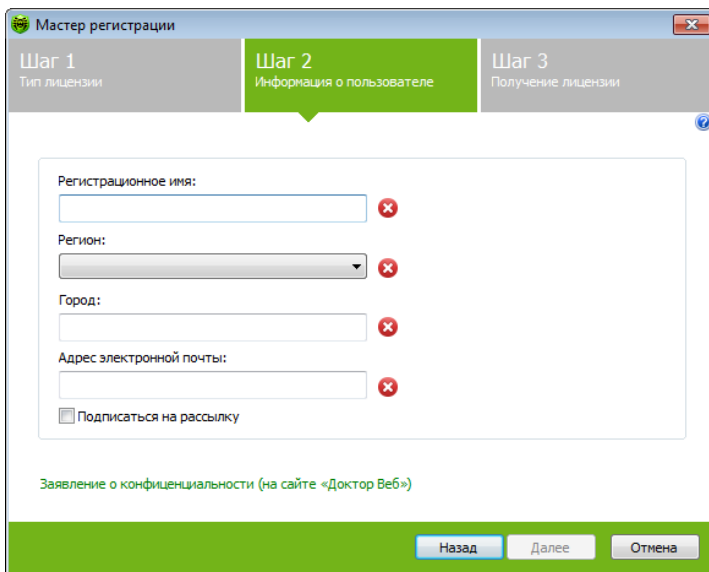 Мастер регистрации
Шаг 1
Тип лицензии
Шаг 2
Информация о пользователе
Шаг 3
Получение лицензии
Регистрационное имя:
Регион:
Город:
Адрес электронной почты:
Подписаться на рассылку
Заявление о конфиценциальности (на сайте «Доктор Веб»)
Назад
Далее
Отмена